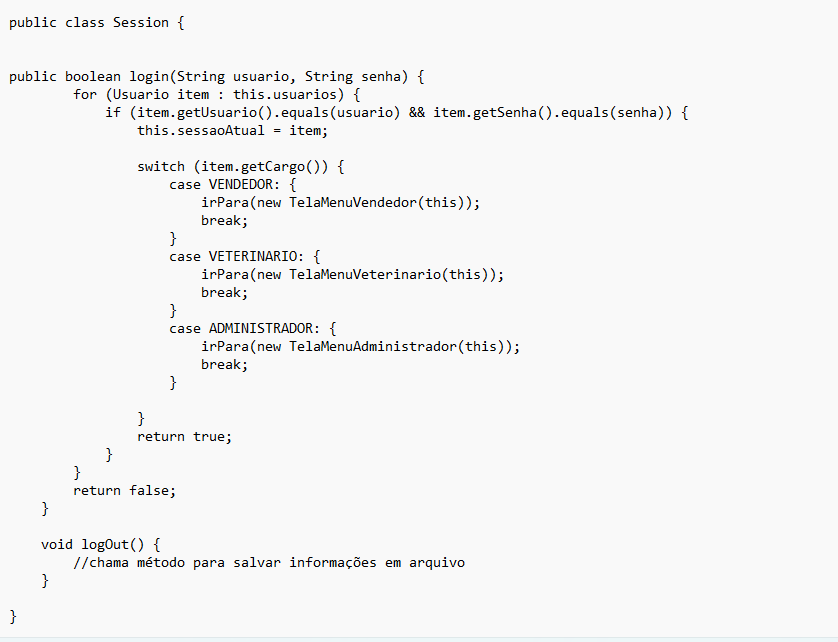 public class Session {
public boolean login(String usuario, String senha) {
for (Usuario item : this.usuarios) {
if (item.getUsuario().equals(usuario) && item.getSenha().equals(senha)) {
this.sessaoAtual = item;
switch (item.getCargo()) {
case VENDEDOR: {
irPara(new TelaMenuVendedor(this));
break;
}
case VETERINARIO: {
irPara(new TelaMenuVeterinario(this));
break;
}
case ADMINISTRADOR: {
irPara(new TelaMenuAdministrador(this));
break;
}
}
return true;
}
}
return false;
}
void logOut() {
//chama método para salvar informações em arquivo
}
}